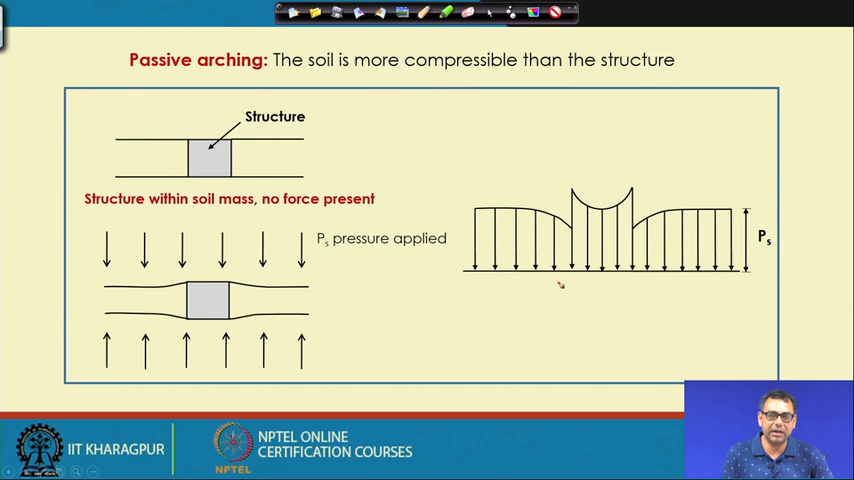 Passive arching: The soil is more compressible than the structure
Structure
Structure within soil mass, no force present
Ps pressure applied
Ps
IIT KHARAGPUR
NPTEL
NPTEL ONLINE
CERTIFICATION COURSES